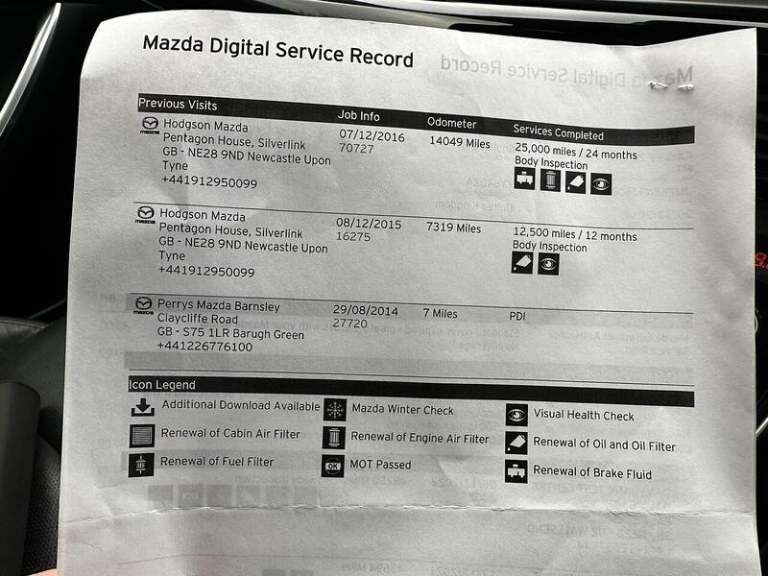 Mazda Digital Service Record
Previous Visits Job Info Odometer Services Completed
Hodgson Mazda 07/12/2016 14049 Miles 25,000 miles / 24 months
Pentagon House, Silverlink 70727 Body Inspection
GB - NE28 9ND Newcastle Upon
Tyne
+441912950099
Hodgson Mazda 08/12/2015 7319 Miles 12,500 miles / 12 months
Pentagon House, Silverlink 16275 Body Inspection
GB - NE28 9ND Newcastle Upon
Tyne
+441912950099
Perrys Mazda Barnsley 29/08/2014 7 Miles PDI
Claycliffe Road 27720
GB - S75 1LR Barugh Green
+441226776100
Icon Legend
Additional Download Available Mazda Winter Check Visual Health Check
Renewal of Cabin Air Filter Renewal of Engine Air Filter Renewal of Oil and Oil Filter
Renewal of Fuel Filter MOT Passed Renewal of Brake Fluid